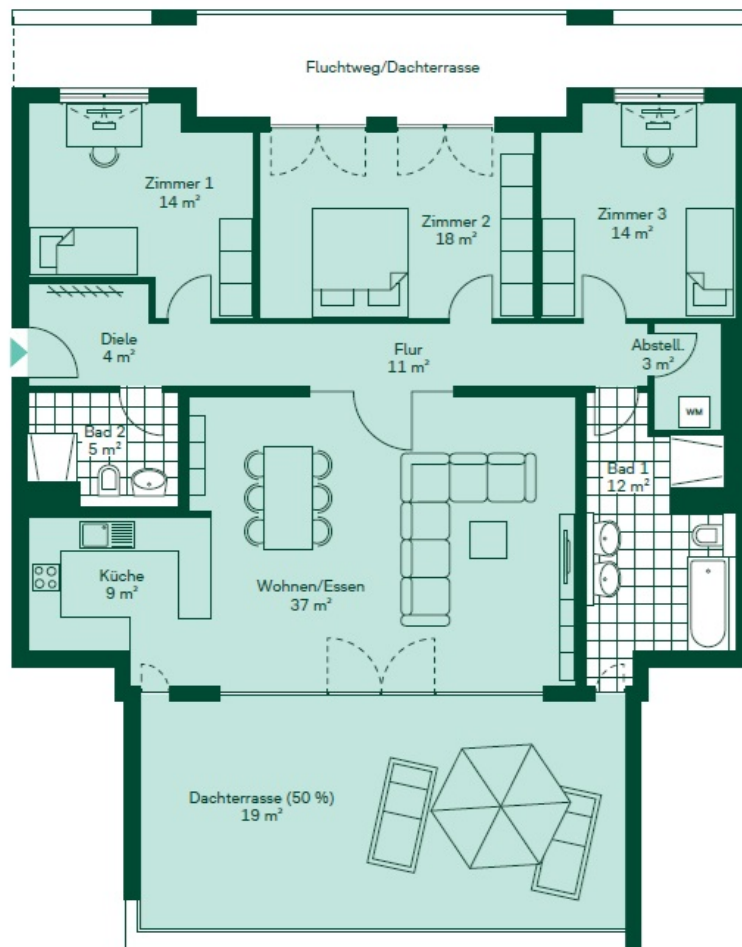 Fluchtweg/Dachterrasse
Zimmer 1
14 m²
Zimmer 2
18 m²
Zimmer 3
14 m²
Diele
4 m²
Flur
11 m²
Abstell.
3 m²
WM
Bad 2
5 m²
Bad 1
12 m²
Küche
9 m²
Wohnen/Essen
37 m²
Dachterrasse (50 %)
19 m²